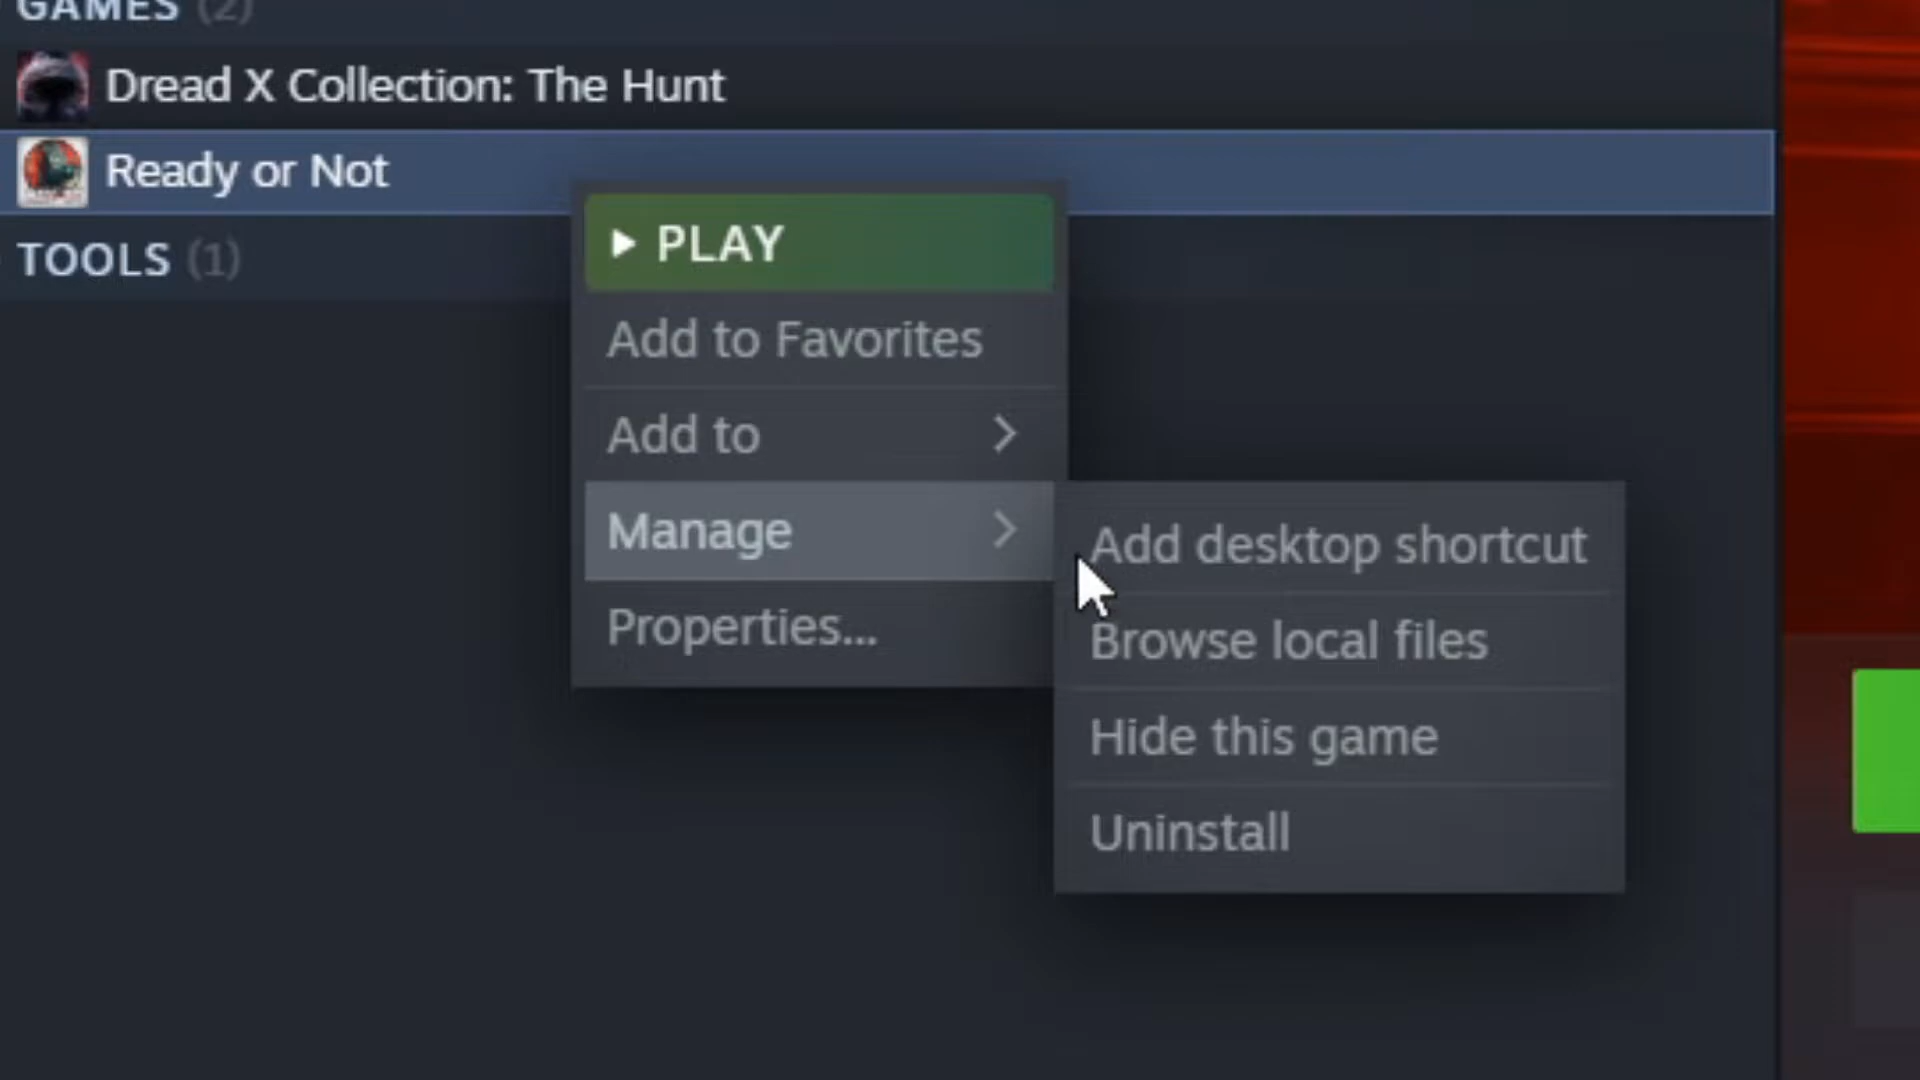 GAMES (2)
Dread X Collection: The Hunt
Ready or Not
TOOLS (1)
PLAY
Add to Favorites
Add to
Manage
Properties...
Add desktop shortcut
Browse local files
Hide this game
Uninstall